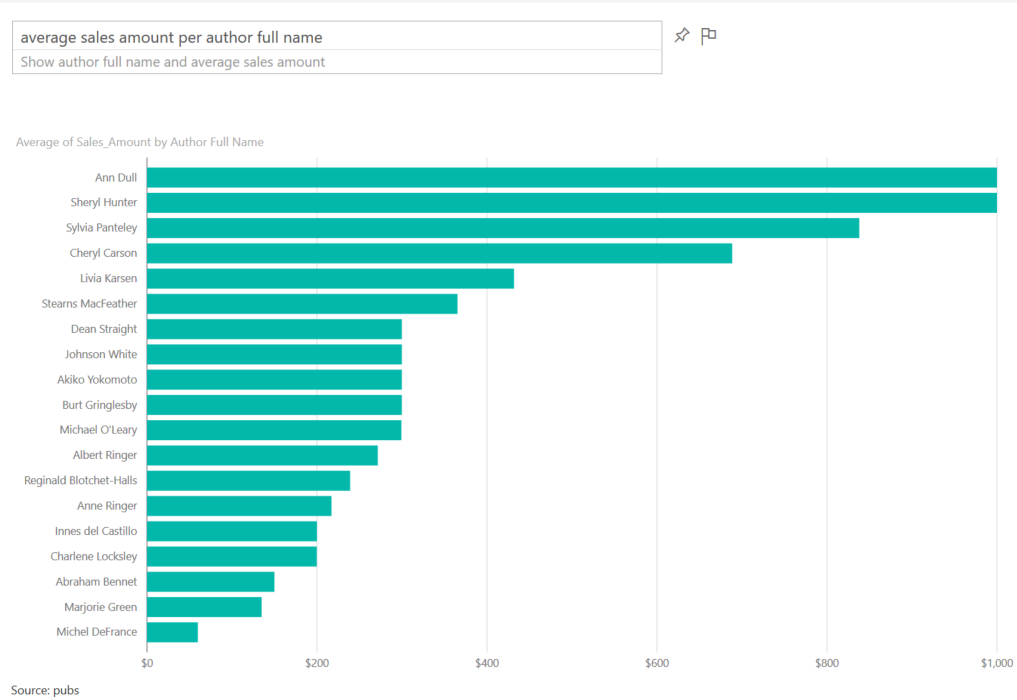 average sales amount per author full name
Show author full name and average sales amount
Average of Sales_Amount by Author Full Name
Ann Dull
Sheryl Hunter
Sylvia Panteley
Cheryl Carson
Livia Karsen
Stearns MacFeather
Dean Straight
Johnson White
Akiko Yokomoto
Burt Gringlesby
Michael O'Leary
Albert Ringer
Reginald Blotchet-Halls
Anne Ringer
Innes del Castillo
Charlene Locksley
Abraham Bennet
Marjorie Green
Michel DeFrance
$0 $200 $400 $600 $800 $1,000
Source: pubs